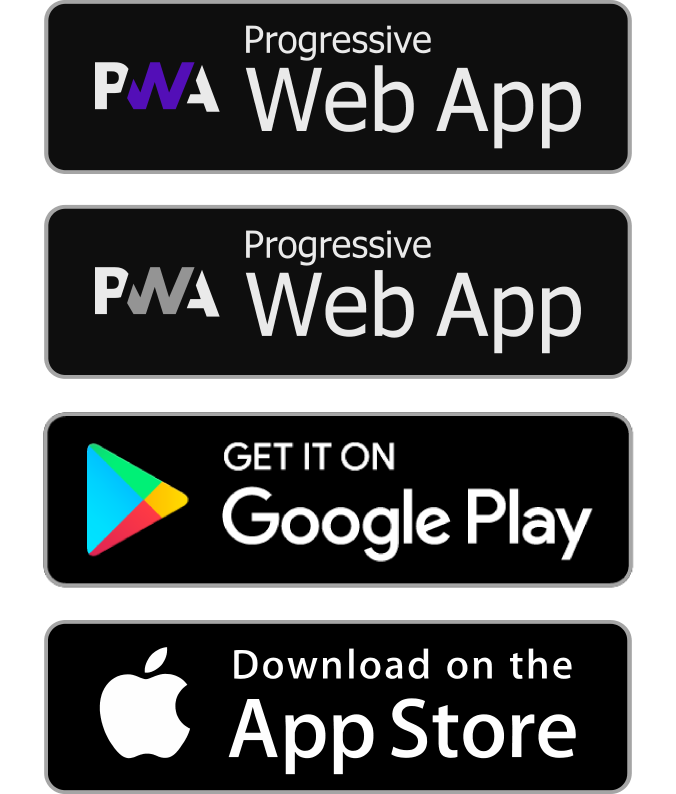 PWA
Progressive
Web App
PWA
Progressive
Web App
GET IT ON
Google Play
Download on the
App Store